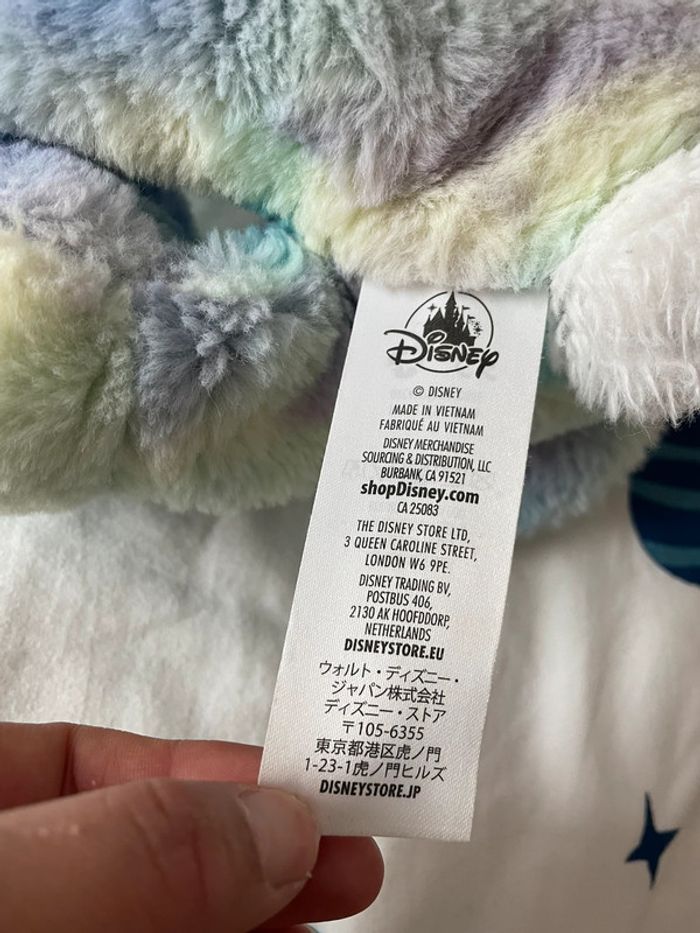 Disney
© DISNEY
MADE IN VIETNAM
FABRIQUÉ AU VIETNAM
DISNEY MERCHANDISE
SOURCING & DISTRIBUTION, LLC
BURBANK, CA 91521
shopDisney.com
CA 25083
THE DISNEY STORE LTD,
3 QUEEN CAROLINE STREET,
LONDON W6 9PE.
DISNEY TRADING BV,
POSTBUS 406,
2130 AK HOOFDDORP,
NETHERLANDS
DISNEYSTORE.EU
ウォルト・ディズニー・
ジャパン株式会社
ディズニー・ストア
〒105-6355
東京都港区虎ノ門
1-23-1虎ノ門ヒルズ
DISNEYSTORE.JP